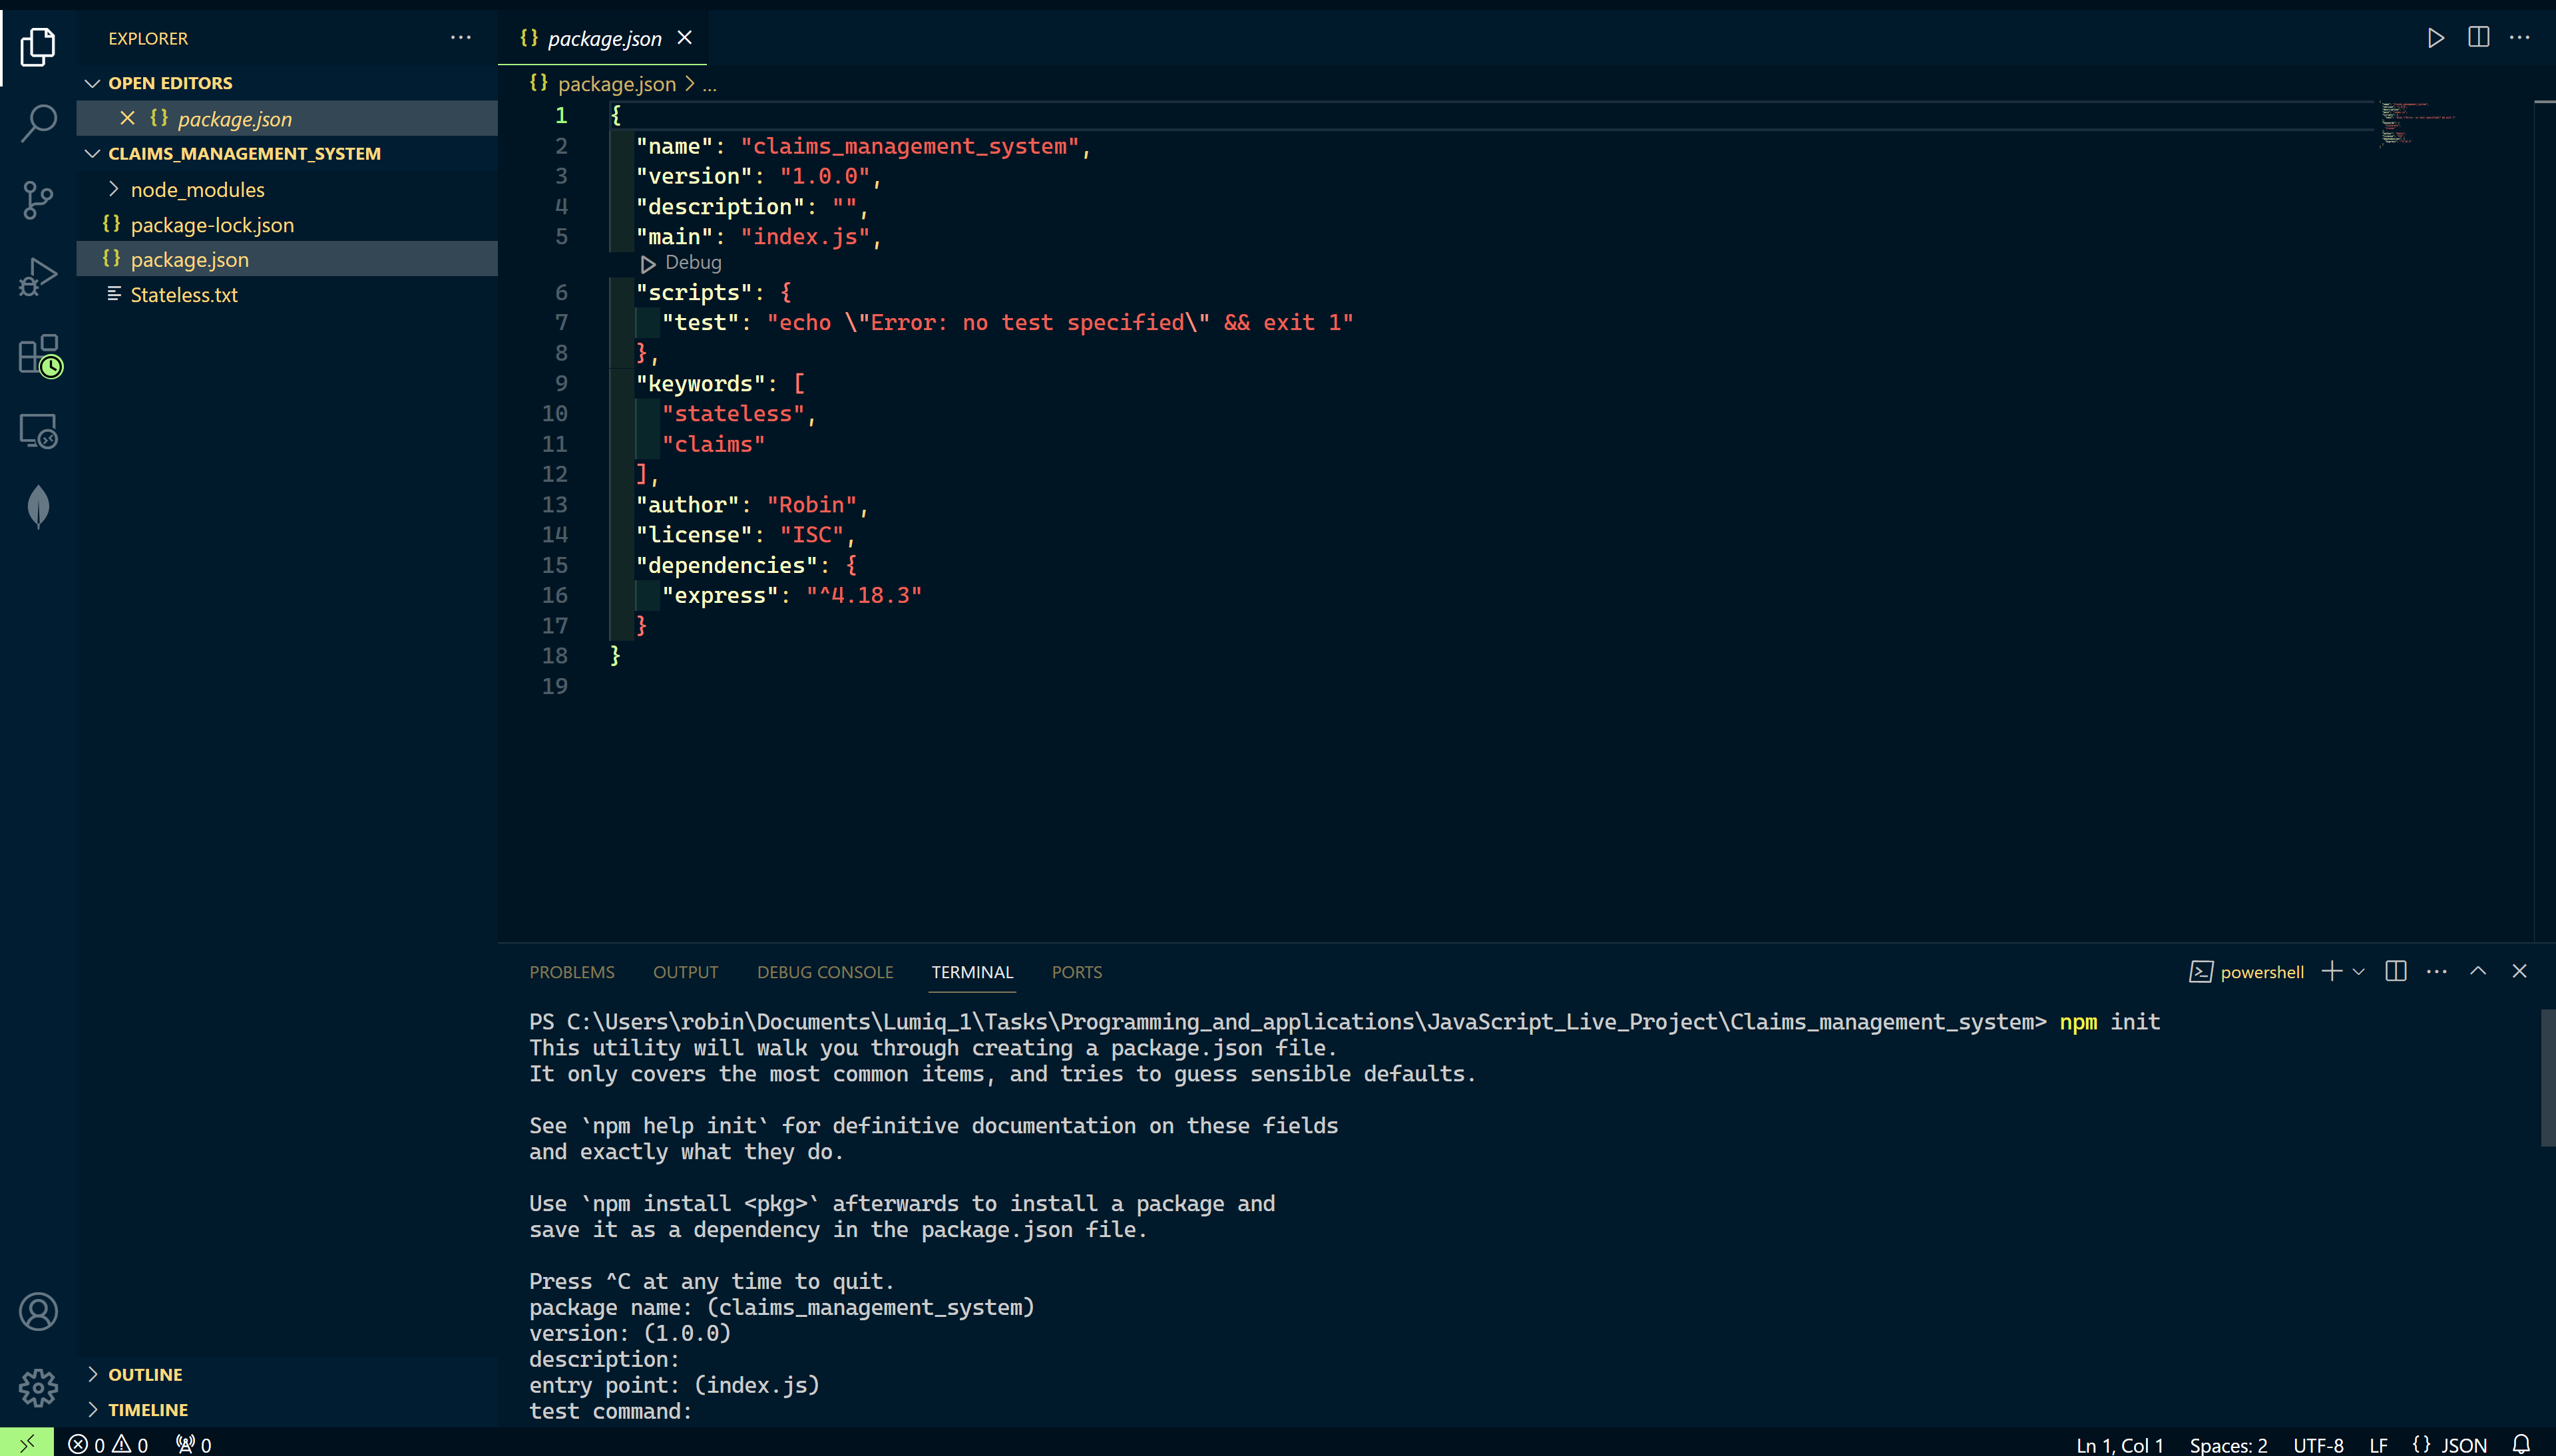 EXPLORER
OPEN EDITORS
{} package.json
CLAIMS_MANAGEMENT_SYSTEM
node_modules
{} package-lock.json
{} package.json
Stateless.txt
OUTLINE
TIMELINE
{} package.json
{} package.json > ...
1 {
2 "name": "claims_management_system",
3 "version": "1.0.0",
4 "description": "",
5 "main": "index.js",
Debug
6 "scripts": {
7 "test": "echo \"Error: no test specified\" && exit 1"
8 },
9 "keywords": [
10 "stateless",
11 "claims"
12 ],
13 "author": "Robin",
14 "license": "ISC",
15 "dependencies": {
16 "express": "^4.18.3"
17 }
18 }
19
PROBLEMS OUTPUT DEBUG CONSOLE TERMINAL PORTS powershell
PS C:\Users\robin\Documents\Lumiq_1\Tasks\Programming_and_applications\JavaScript_Live_Project\Claims_management_system> npm init
This utility will walk you through creating a package.json file.
It only covers the most common items, and tries to guess sensible defaults.
See `npm help init` for definitive documentation on these fields
and exactly what they do.
Use `npm install <pkg>` afterwards to install a package and
save it as a dependency in the package.json file.
Press ^C at any time to quit.
package name: (claims_management_system)
version: (1.0.0)
description:
entry point: (index.js)
test command:
0 0 0 Ln 1, Col 1 Spaces: 2 UTF-8 LF {} JSON